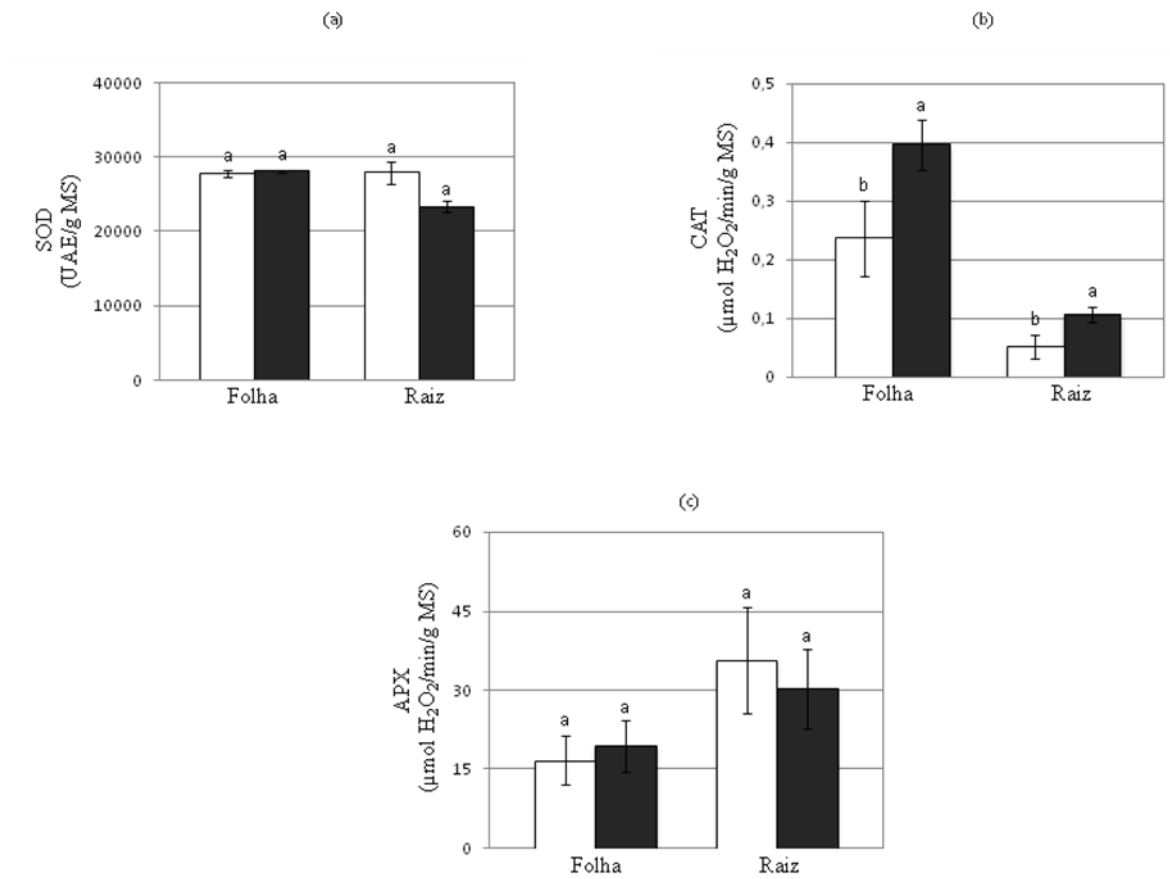 (a)
40000
30000
20000
10000
0
SOD
(UAE/g MS)
a
a
a
a
Folha
Raiz
(b)
0,5
0,4
0,3
0,2
0,1
0
CAT
(µmol H₂O₂/min/g MS)
b
a
b
a
Folha
Raiz
(c)
60
45
30
15
0
APX
(µmol H₂O₂/min/g MS)
a
a
a
a
Folha
Raiz